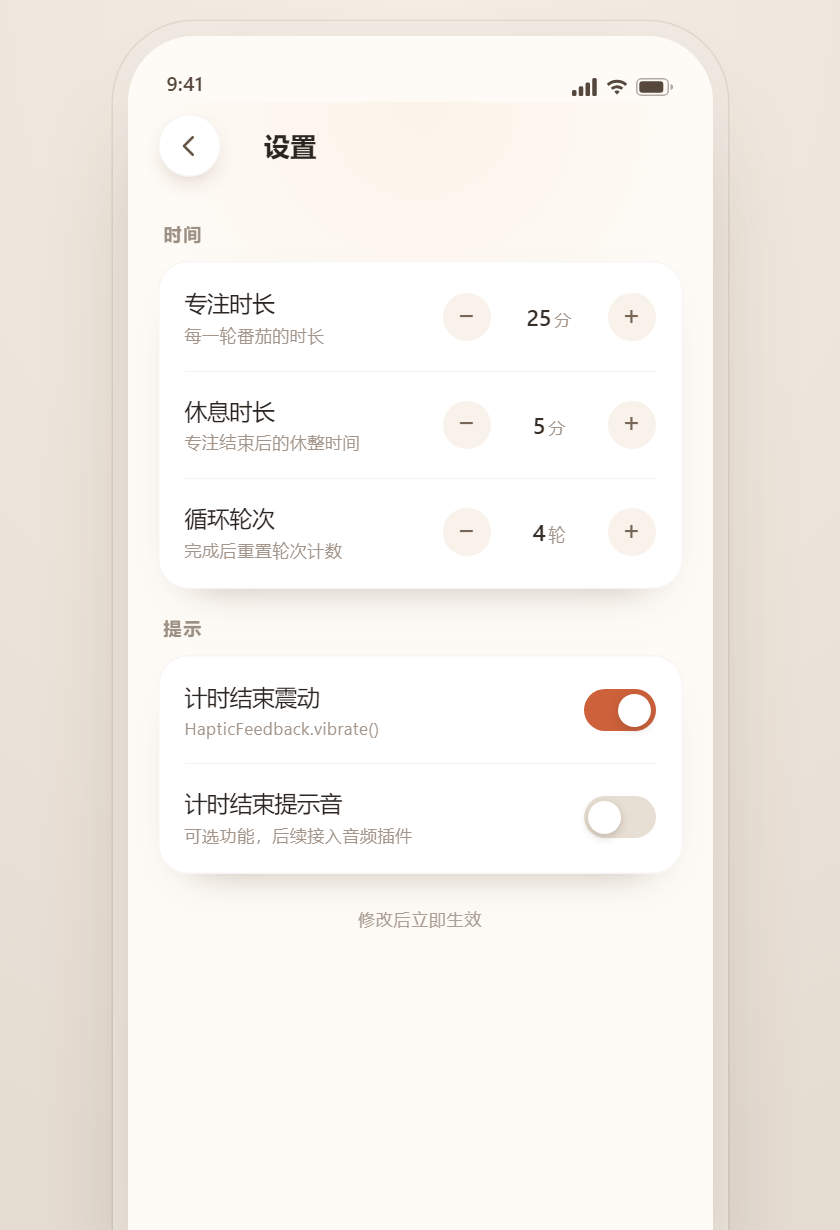 9:41
设置
时间
专注时长
每一轮番茄的时长
− 25分 +
休息时长
专注结束后的休整时间
− 5分 +
循环轮次
完成后重置轮次计数
− 4轮 +
提示
计时结束震动
HapticFeedback.vibrate()
计时结束提示音
可选功能，后续接入音频插件
修改后立即生效